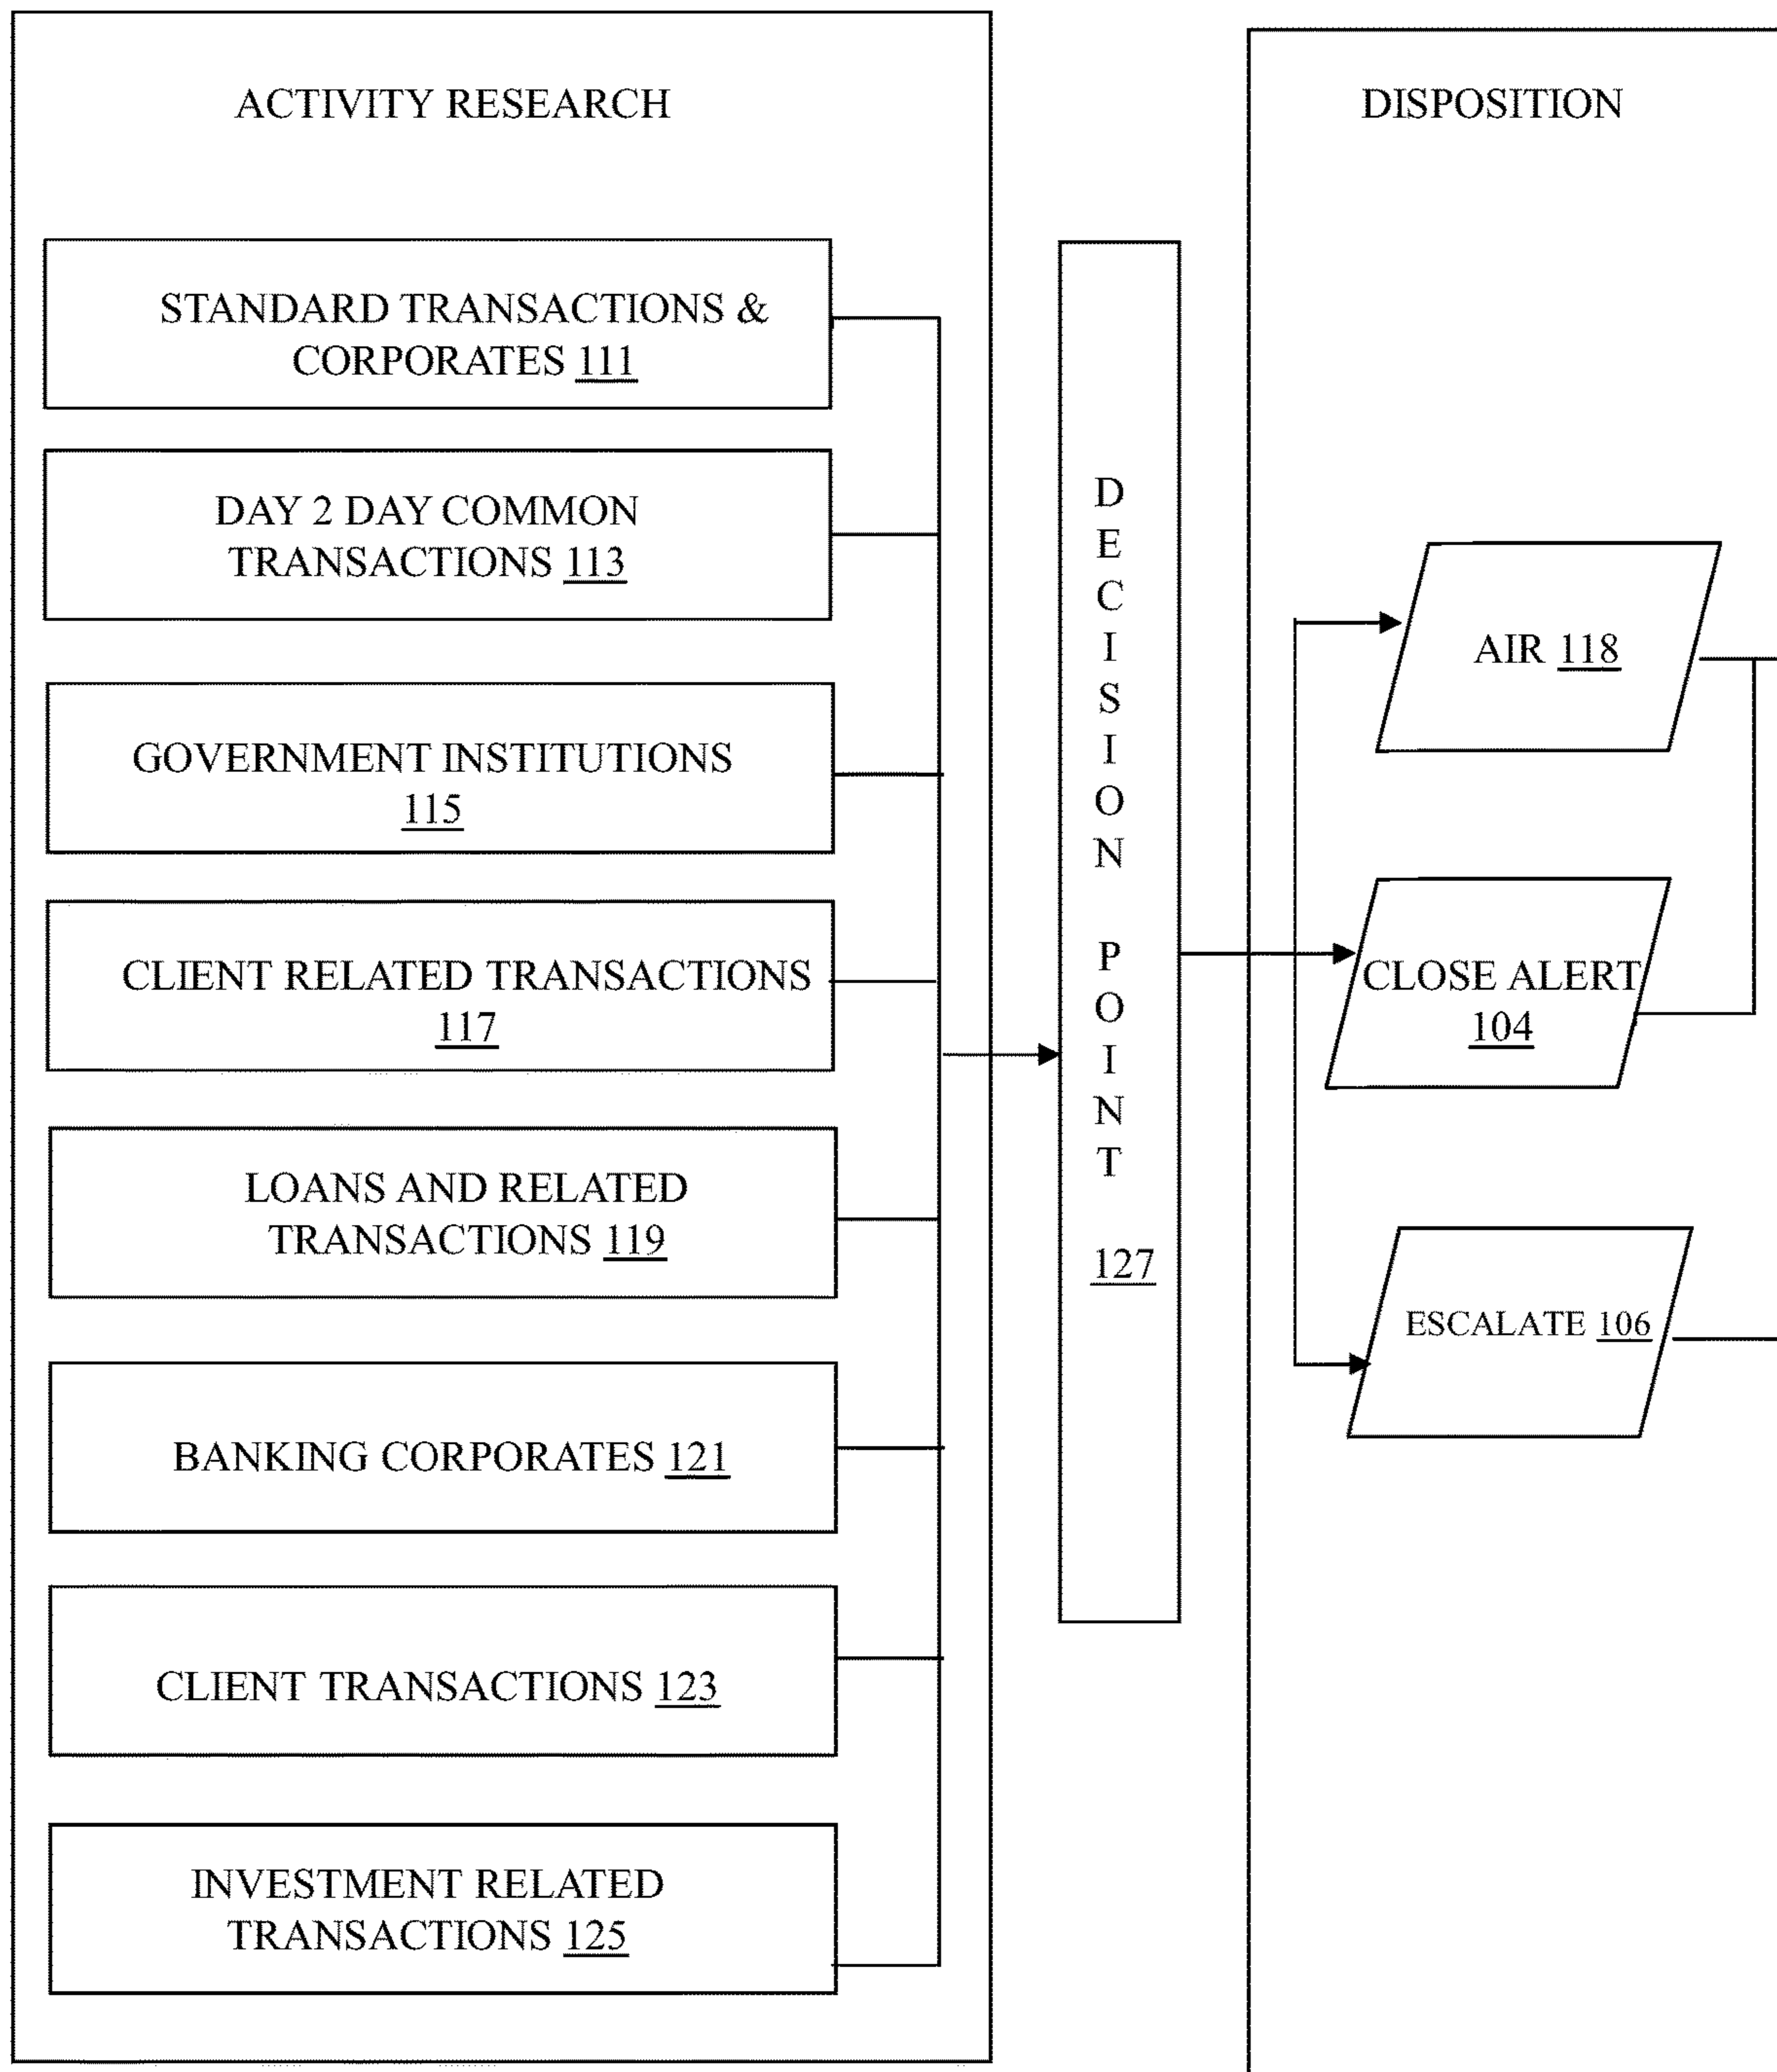 ACTIVITY RESEARCH
STANDARD TRANSACTIONS &
CORPORATES 111
DAY 2 DAY COMMON
TRANSACTIONS 113
GOVERNMENT INSTITUTIONS
115
CLIENT RELATED TRANSACTIONS
117
LOANS AND RELATED
TRANSACTIONS 119
BANKING CORPORATES 121
CLIENT TRANSACTIONS 123
INVESTMENT RELATED
TRANSACTIONS 125
DECISION POINT
127
DISPOSITION
AIR 118
CLOSE ALERT
104
ESCALATE 106